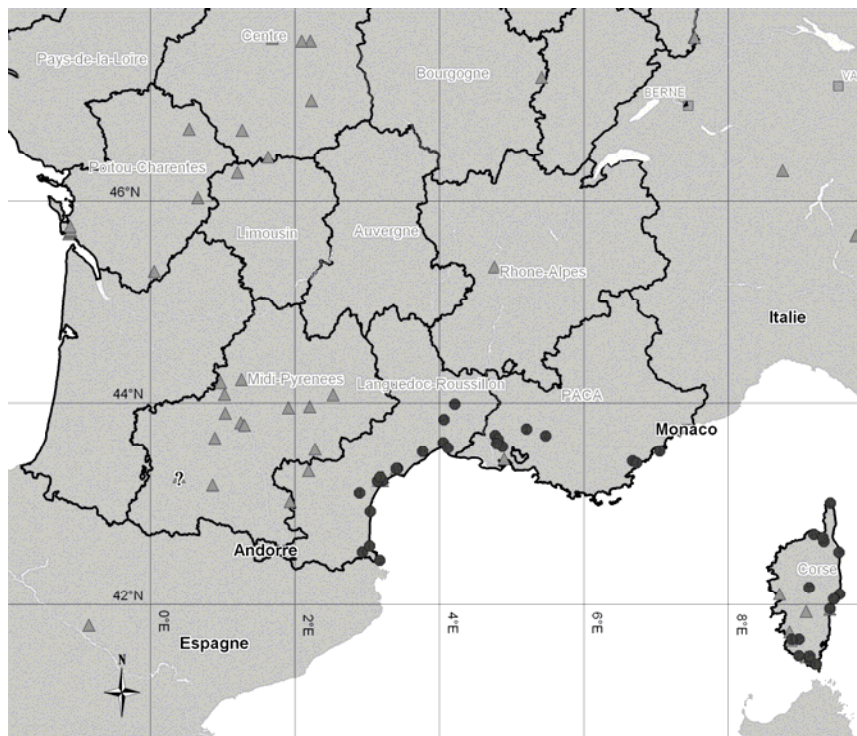 Centre
Pays-de-la-Loire
Bourgogne
VA
BERNE
Poitou-Charentes
46°N
Limousin
Auvergne
Rhone-Alpes
Italie
Midi-Pyrenees
Languedoc-Roussillon
44°N
PACA
Monaco
?
Andorre
Corse
42°N
0°E
2°E
4°E
6°E
8°E
Espagne
N